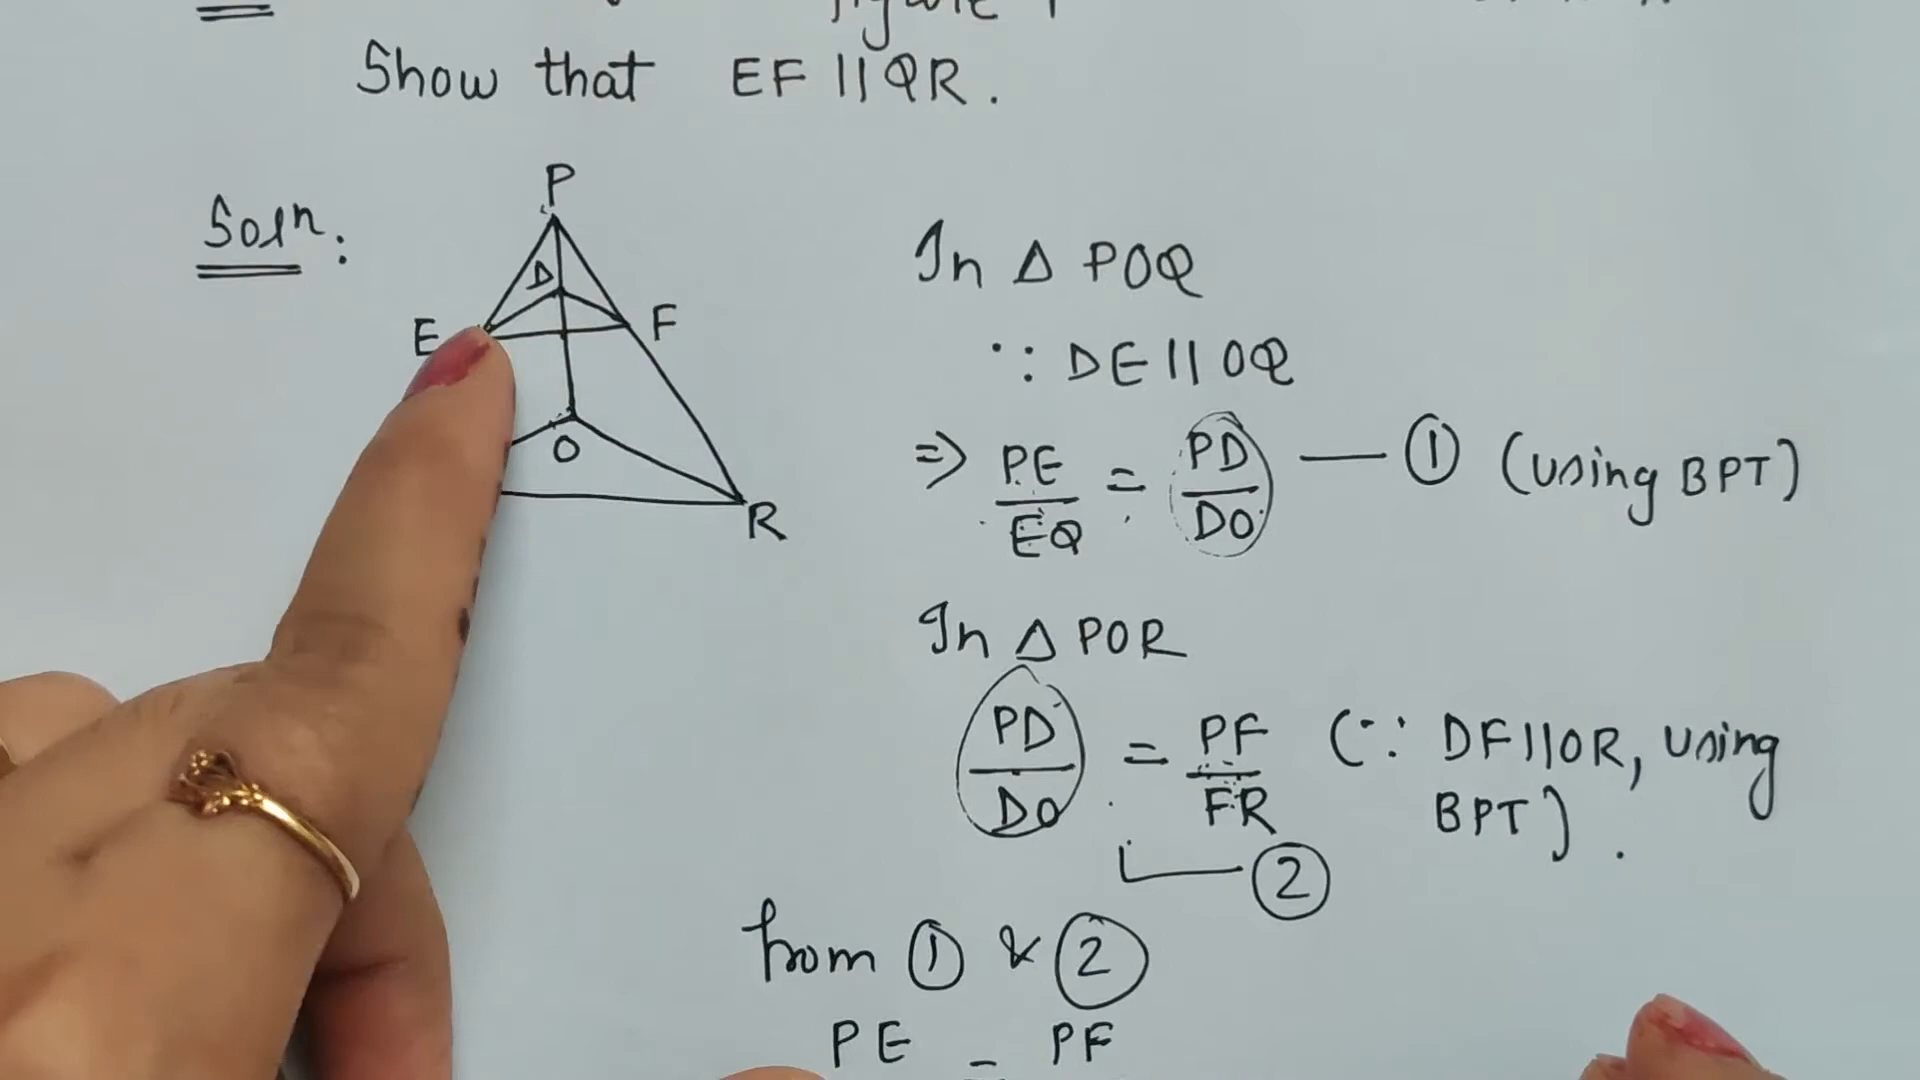 figure
Show that EF || QR.
Soln:
P
D
E
F
O
R
In Δ POQ
∵ DE || OQ
⇒ PE/EQ = PD/DO — ① (using BPT)
In Δ POR
PD/DO = PF/FR (∵ DF || OR, using
BPT).
②
from ① & ②
PE = PF